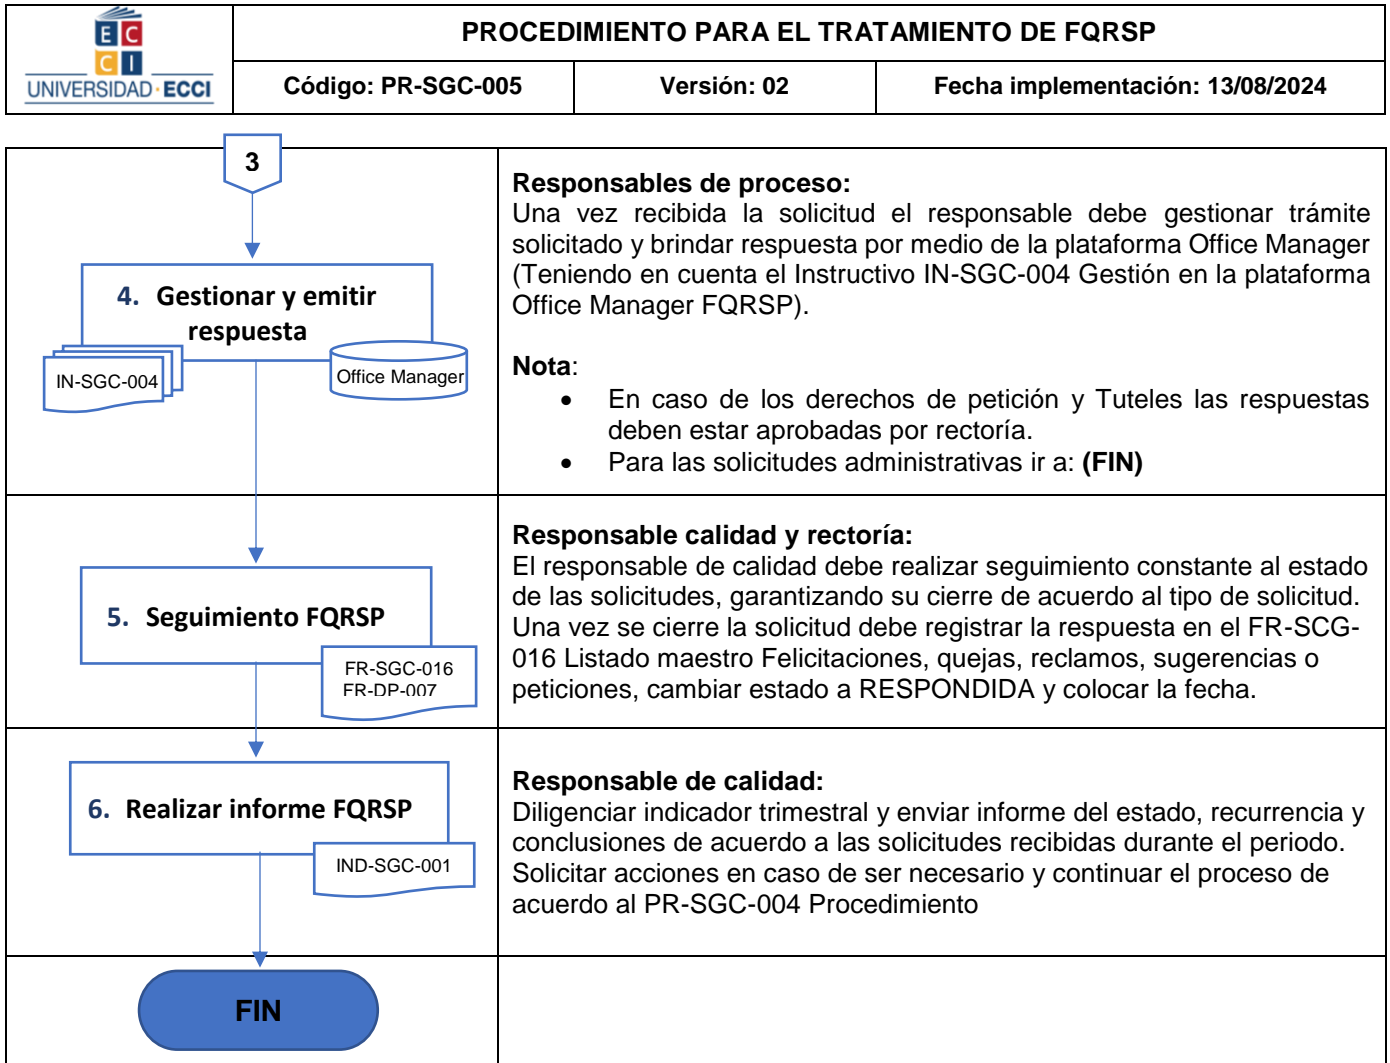 E C
C I
UNIVERSIDAD · ECCI
PROCEDIMIENTO PARA EL TRATAMIENTO DE FQRSP
Código: PR-SGC-005
Versión: 02
Fecha implementación: 13/08/2024
3
4. Gestionar y emitir
respuesta
IN-SGC-004
Office Manager
Responsables de proceso:
Una vez recibida la solicitud el responsable debe gestionar trámite
solicitado y brindar respuesta por medio de la plataforma Office Manager
(Teniendo en cuenta el Instructivo IN-SGC-004 Gestión en la plataforma
Office Manager FQRSP).
Nota:
• En caso de los derechos de petición y Tuteles las respuestas
deben estar aprobadas por rectoría.
• Para las solicitudes administrativas ir a: (FIN)
5. Seguimiento FQRSP
FR-SGC-016
FR-DP-007
Responsable calidad y rectoría:
El responsable de calidad debe realizar seguimiento constante al estado
de las solicitudes, garantizando su cierre de acuerdo al tipo de solicitud.
Una vez se cierre la solicitud debe registrar la respuesta en el FR-SCG-
016 Listado maestro Felicitaciones, quejas, reclamos, sugerencias o
peticiones, cambiar estado a RESPONDIDA y colocar la fecha.
6. Realizar informe FQRSP
IND-SGC-001
Responsable de calidad:
Diligenciar indicador trimestral y enviar informe del estado, recurrencia y
conclusiones de acuerdo a las solicitudes recibidas durante el periodo.
Solicitar acciones en caso de ser necesario y continuar el proceso de
acuerdo al PR-SGC-004 Procedimiento
FIN